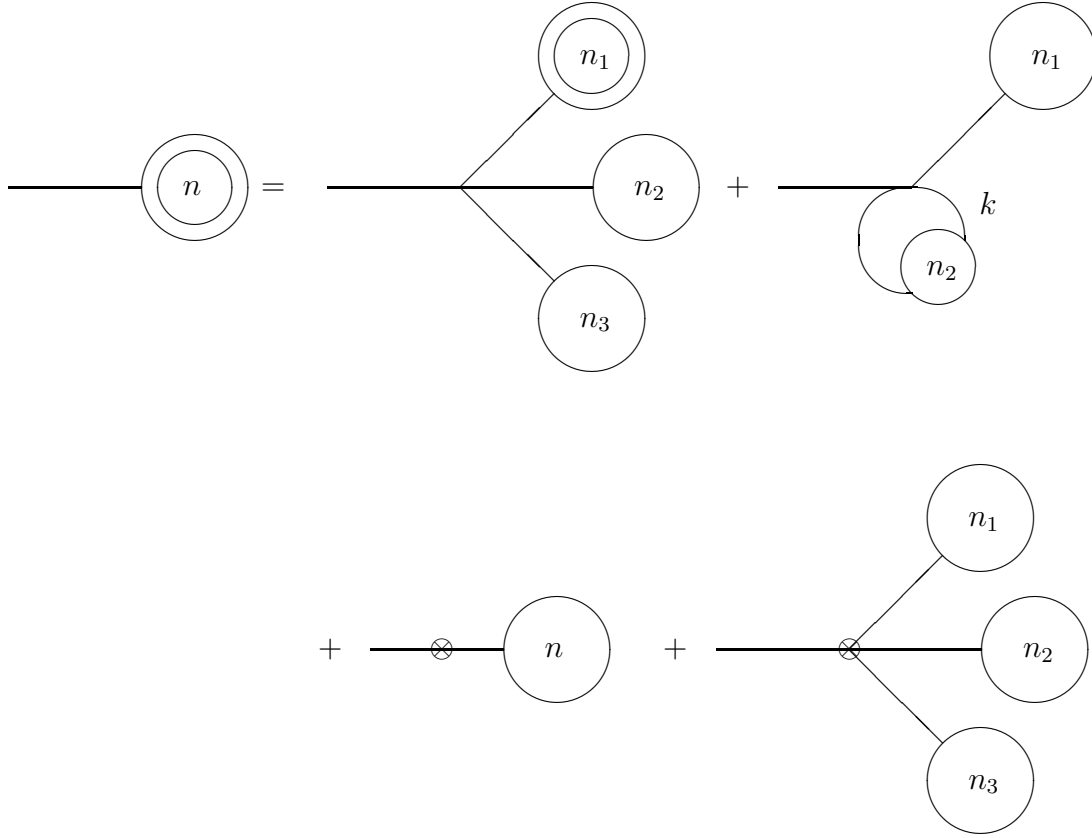 n₁ n₁
n = n₂ + k
n₂
n₃
n₁
+ n + n₂
n₃